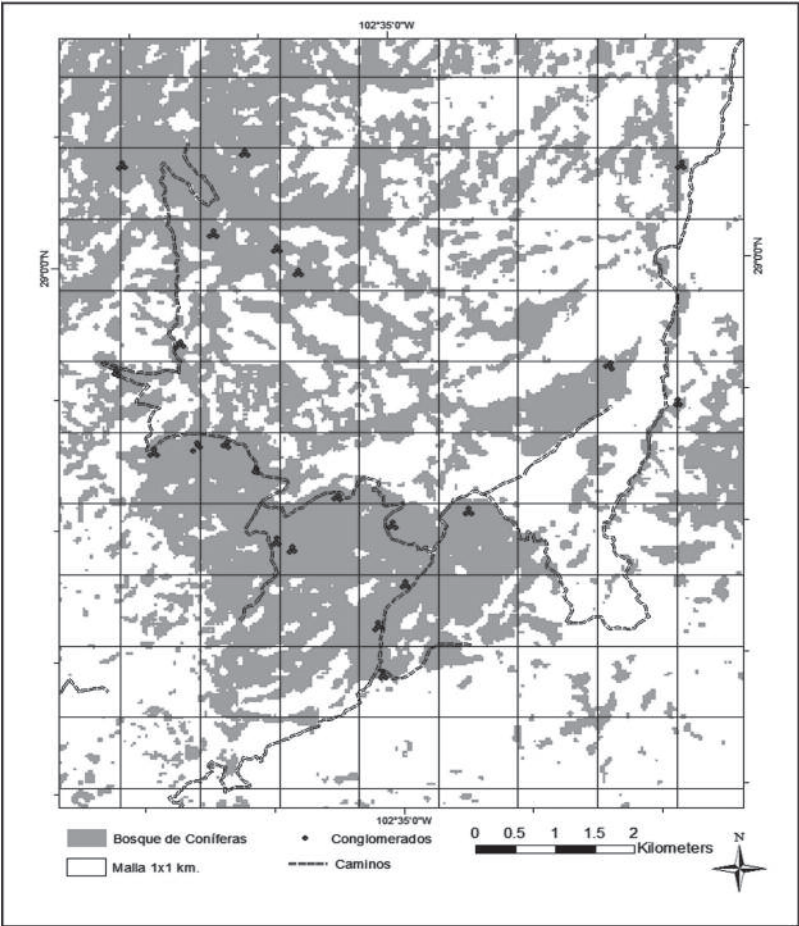 102°35'0"W
29°0'0"N
29°0'0"N
102°35'0"W
Bosque de Coníferas
Conglomerados
Malla 1x1 km.
Caminos
0 0.5 1 1.5 2
Kilometers
N